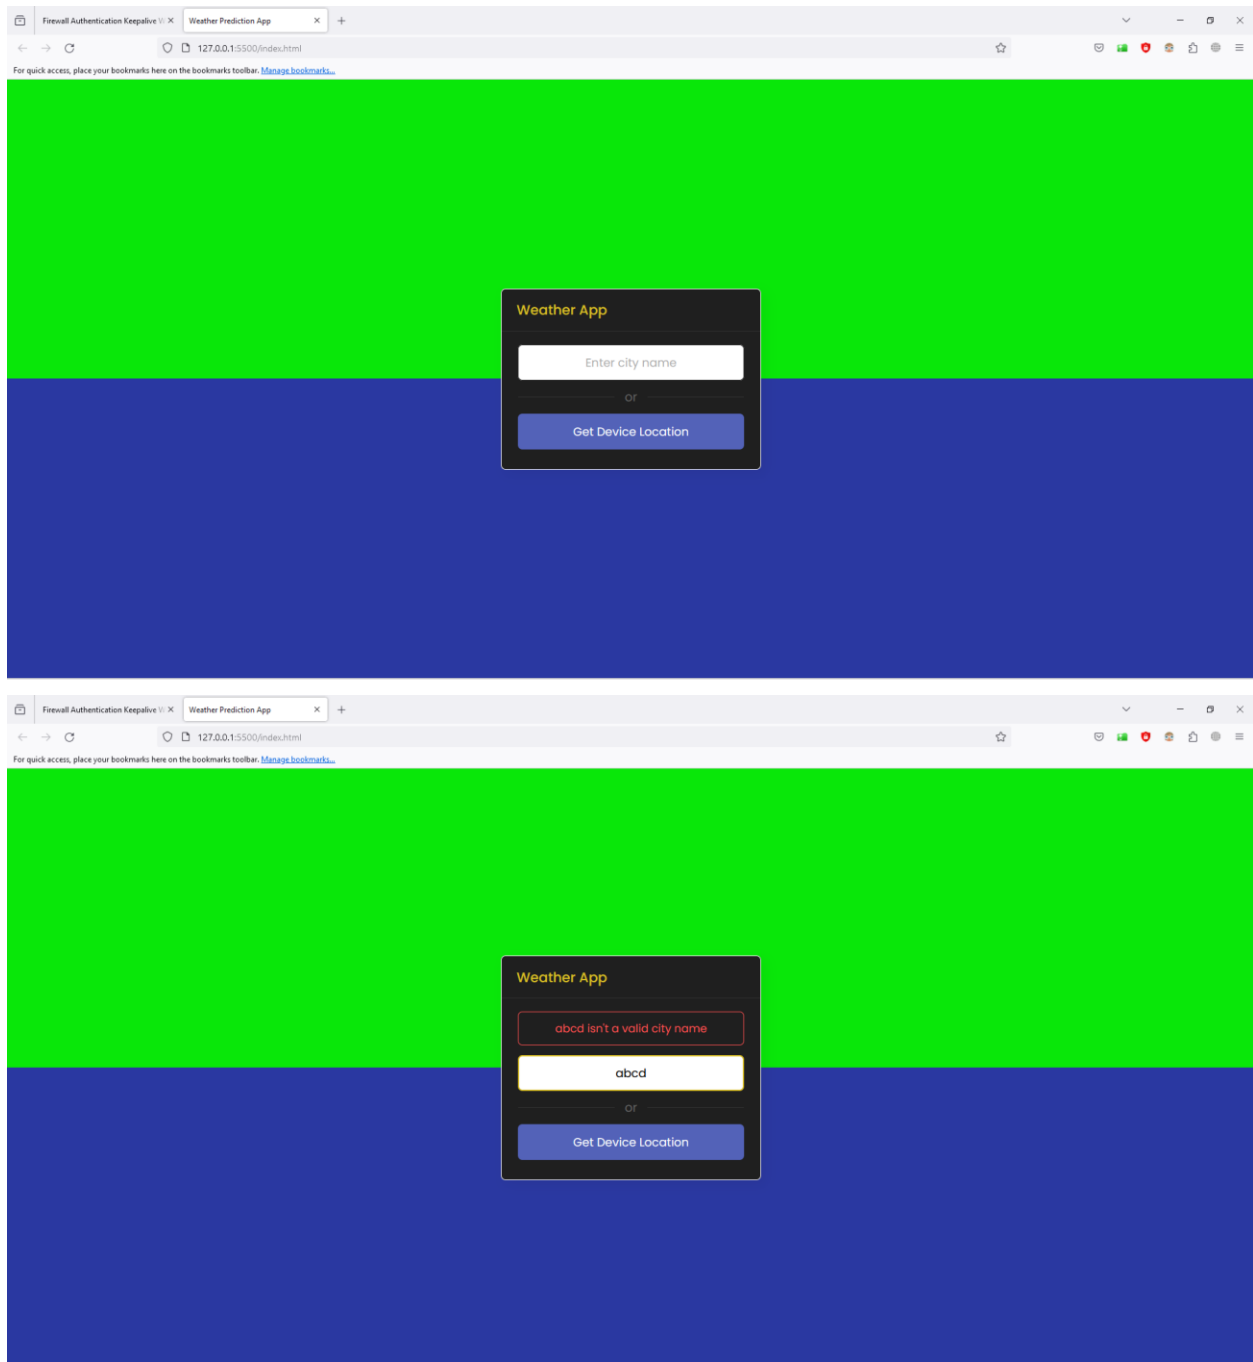 Firewall Authentication Keepalive
Weather Prediction App
127.0.0.1:5500/index.html
For quick access, place your bookmarks here on the bookmarks toolbar. Manage bookmarks...
Weather App
Enter city name
or
Get Device Location
Firewall Authentication Keepalive
Weather Prediction App
127.0.0.1:5500/index.html
For quick access, place your bookmarks here on the bookmarks toolbar. Manage bookmarks...
Weather App
abcd isn't a valid city name
abcd
or
Get Device Location